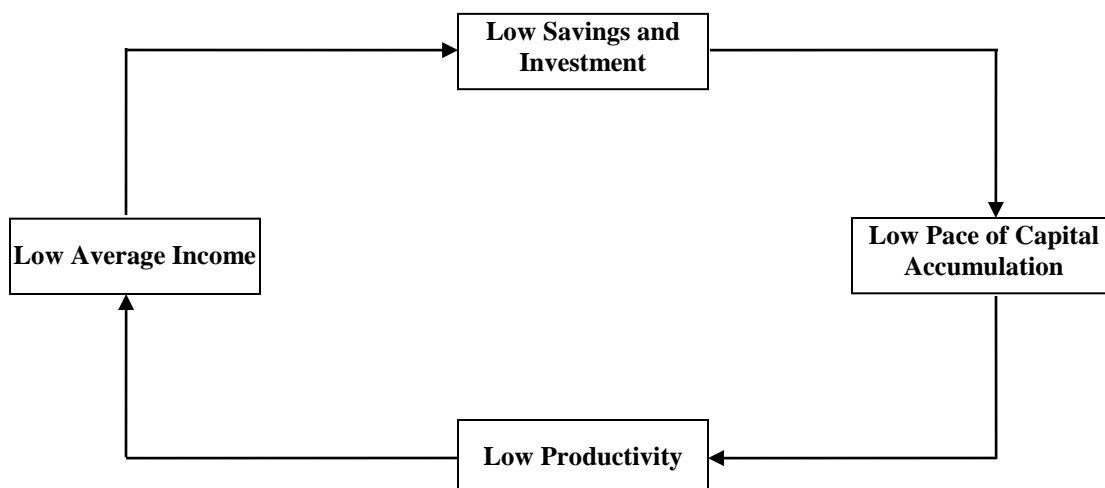 Low Savings and
Investment
Low Average Income
Low Pace of Capital
Accumulation
Low Productivity